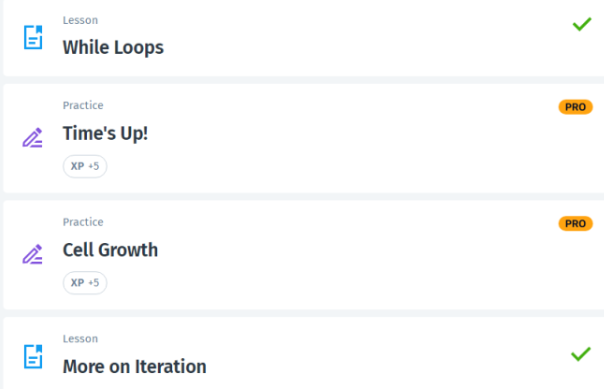 Lesson
While Loops
Practice
PRO
Time's Up!
XP +5
Practice
PRO
Cell Growth
XP +5
Lesson
More on Iteration